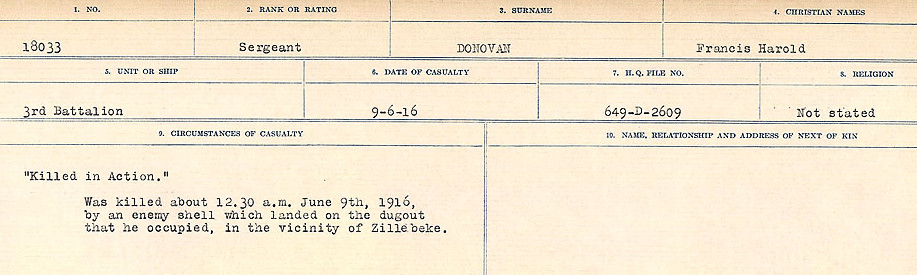 1. NO. 2. RANK OR RATING 3. SURNAME 4. CHRISTIAN NAMES
18033 Sergeant DONOVAN Francis Harold
5. UNIT OR SHIP 6. DATE OF CASUALTY 7. H.Q. FILE NO. 8. RELIGION
3rd Battalion 9-6-16 649-D-2609 Not stated
9. CIRCUMSTANCES OF CASUALTY 10. NAME, RELATIONSHIP AND ADDRESS OF NEXT OF KIN
"Killed in Action."
Was killed about 12.30 a.m. June 9th, 1916,
by an enemy shell which landed on the dugout
that he occupied, in the vicinity of Zillebeke.